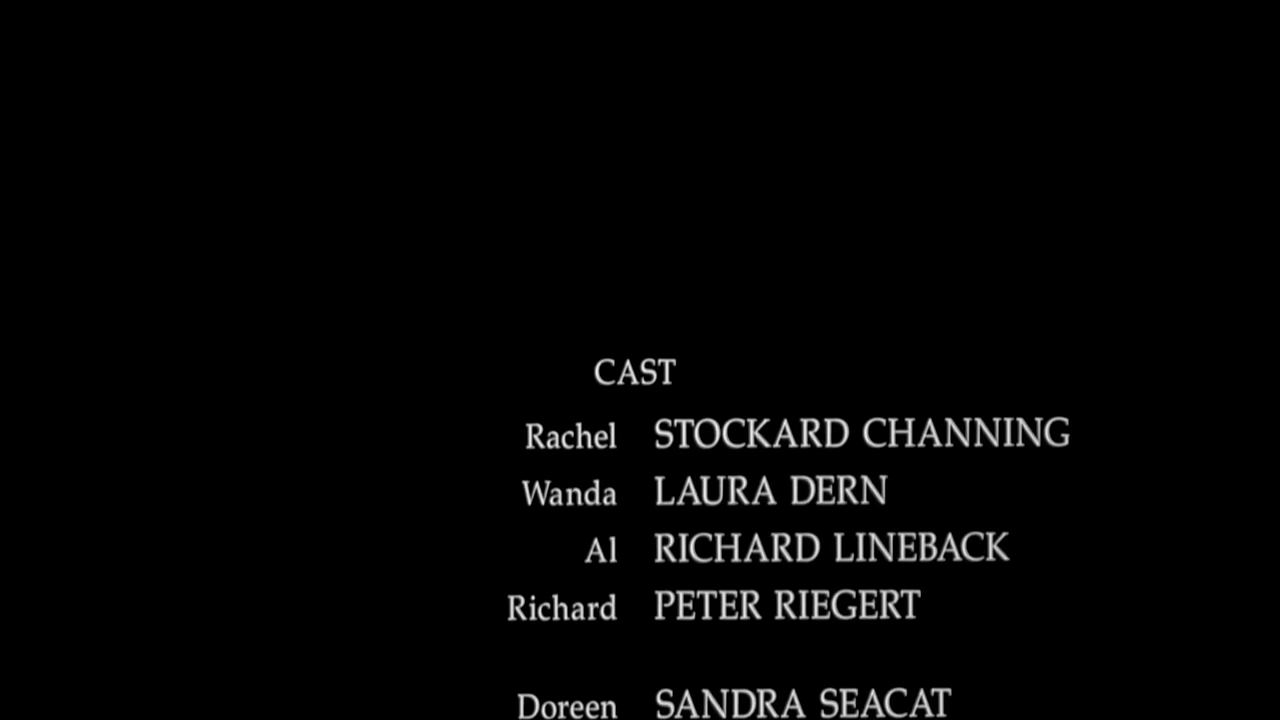 CAST
Rachel STOCKARD CHANNING
Wanda LAURA DERN
Al RICHARD LINEBACK
Richard PETER RIEGERT
Doreen SANDRA SEACAT